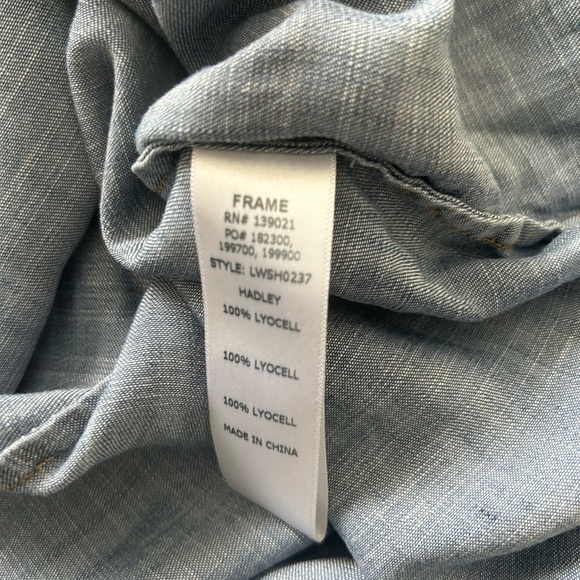 FRAME
RN# 139021
PO# 182300,
199700, 199900
STYLE: LWSH0237
HADLEY
100% LYOCELL
100% LYOCELL
100% LYOCELL
MADE IN CHINA